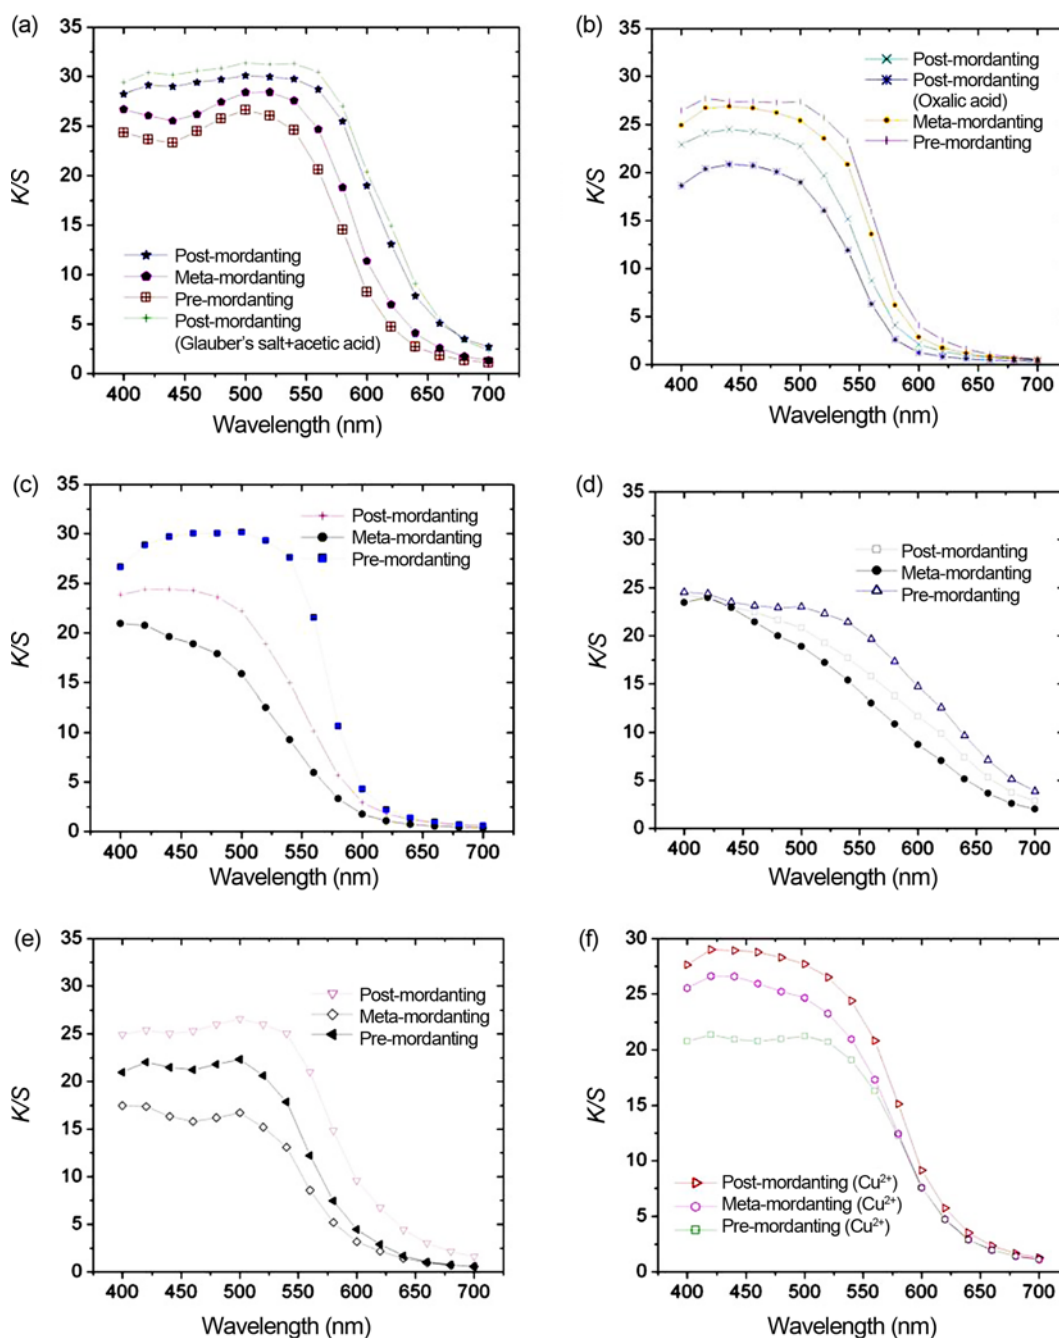 (a)
35
30
25
20
15
10
5
0
K/S
Post-mordanting
Meta-mordanting
Pre-mordanting
Post-mordanting
(Glauber's salt+acetic acid)
400 450 500 550 600 650 700
Wavelength (nm)
(b)
35
30
25
20
15
10
5
0
K/S
Post-mordanting
Post-mordanting
(Oxalic acid)
Meta-mordanting
Pre-mordanting
400 450 500 550 600 650 700
Wavelength (nm)
(c)
35
30
25
20
15
10
5
0
K/S
Post-mordanting
Meta-mordanting
Pre-mordanting
400 450 500 550 600 650 700
Wavelength (nm)
(d)
35
30
25
20
15
10
5
0
K/S
Post-mordanting
Meta-mordanting
Pre-mordanting
400 450 500 550 600 650 700
Wavelength (nm)
(e)
35
30
25
20
15
10
5
0
K/S
Post-mordanting
Meta-mordanting
Pre-mordanting
400 450 500 550 600 650 700
Wavelength (nm)
(f)
30
25
20
15
10
5
0
K/S
Post-mordanting (Cu²⁺)
Meta-mordanting (Cu²⁺)
Pre-mordanting (Cu²⁺)
400 450 500 550 600 650 700
Wavelength (nm)